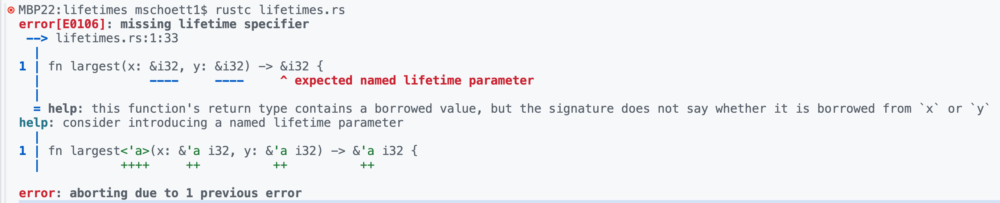 MBP22:lifetimes mschoett1$ rustc lifetimes.rs
error[E0106]: missing lifetime specifier
 --> lifetimes.rs:1:33
  |
1 | fn largest(x: &i32, y: &i32) -> &i32 {
  |               ----     ----     ^ expected named lifetime parameter
  |
  = help: this function's return type contains a borrowed value, but the signature does not say whether it is borrowed from `x` or `y`
help: consider introducing a named lifetime parameter
  |
1 | fn largest<'a>(x: &'a i32, y: &'a i32) -> &'a i32 {
  |           ++++     ++          ++          ++

error: aborting due to 1 previous error